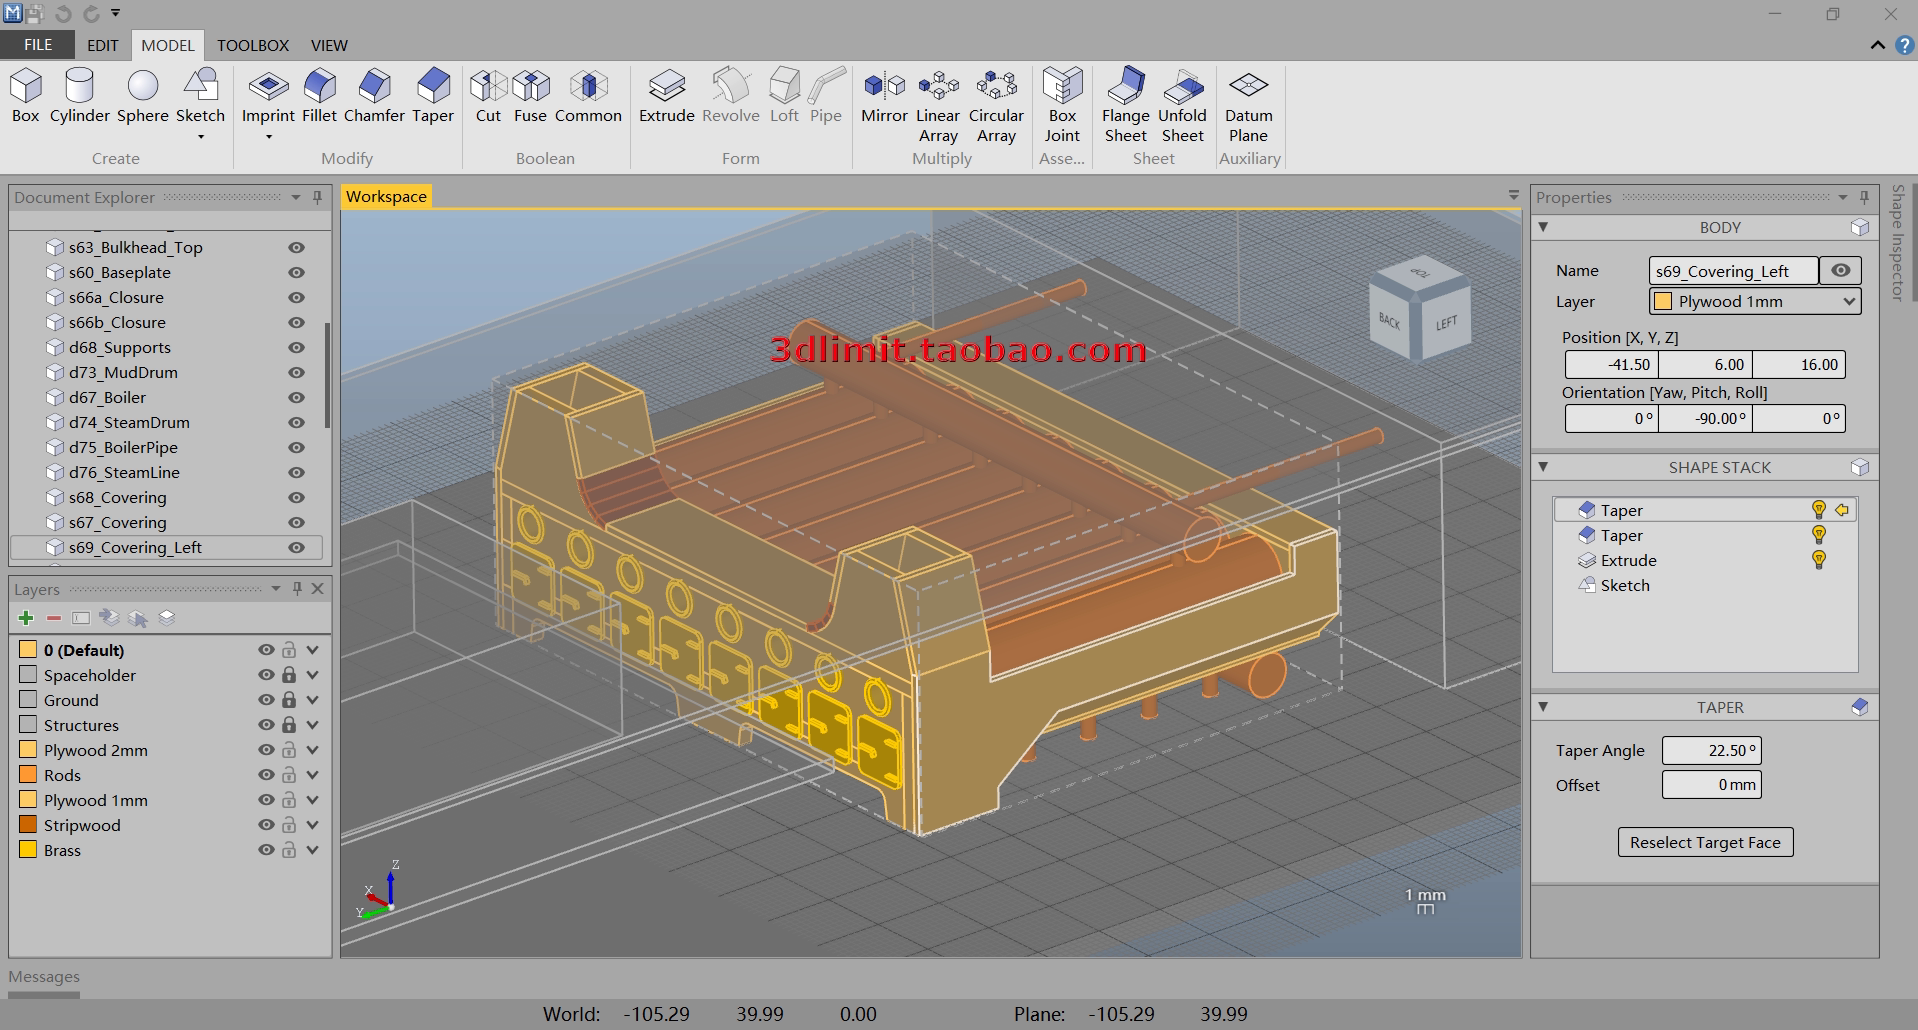 FILE EDIT MODEL TOOLBOX VIEW
Box Cylinder Sphere Sketch Imprint Fillet Chamfer Taper Cut Fuse Common Extrude Revolve Loft Pipe Mirror Linear Array Circular Array Box Joint Flange Sheet Unfold Sheet Datum Plane
Create Modify Boolean Form Multiply Asse... Sheet Auxiliary
Document Explorer
s63_Bulkhead_Top
s60_Baseplate
s66a_Closure
s66b_Closure
d68_Supports
d73_MudDrum
d67_Boiler
d74_SteamDrum
d75_BoilerPipe
d76_SteamLine
s68_Covering
s67_Covering
s69_Covering_Left
Layers
0 (Default)
Spaceholder
Ground
Structures
Plywood 2mm
Rods
Plywood 1mm
Stripwood
Brass
Workspace
3dlimit.taobao.com
TOP
BACK
LEFT
Z
X
Y
1 mm
Properties
BODY
Name s69_Covering_Left
Layer Plywood 1mm
Position [X, Y, Z]
-41.50 6.00 16.00
Orientation [Yaw, Pitch, Roll]
0° -90.00° 0°
SHAPE STACK
Taper
Taper
Extrude
Sketch
TAPER
Taper Angle 22.50°
Offset 0 mm
Reselect Target Face
Shape Inspector
Messages
World: -105.29 39.99 0.00 Plane: -105.29 39.99